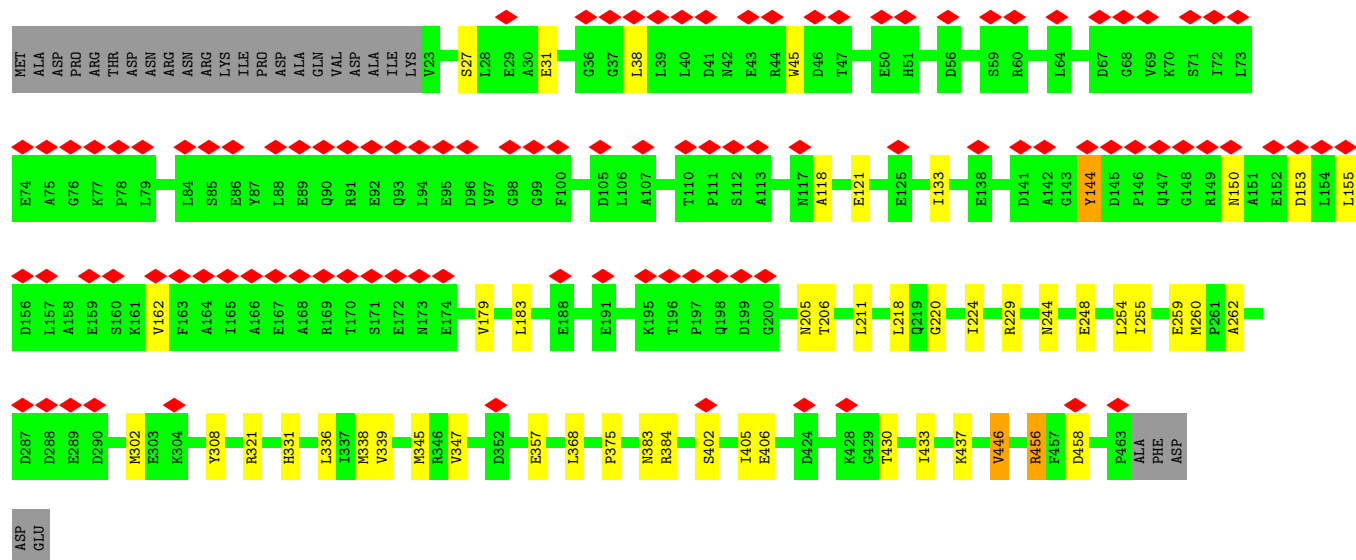 MET ALA ASP PRO ARG THR ASP ASN ARG ASN ARG LYS ILE PRO ASP ALA GLN VAL ASP ALA ILE LYS V23 S27 L28 E29 A30 E31 G36 G37 L38 L39 L40 D41 N42 E43 R44 W45 D46 T47 E50 H51 D56 S59 R60 L64 D67 G68 V69 K70 S71 I72 L73
E74 A75 G76 K77 P78 L79 L84 S85 E86 Y87 L88 E89 Q90 R91 E92 Q93 L94 E95 D96 V97 G98 G99 F100 D105 L106 A107 T110 P111 S112 A113 N117 A118 E121 E125 I133 E138 D141 A142 G143 Y144 D145 P146 Q147 G148 R149 N150 A151 E152 D153 L154 L155
D156 L157 A158 E159 S160 K161 V162 F163 A164 I165 A166 E167 A168 R169 T170 S171 E172 N173 E174 V179 L183 E188 E191 K195 T196 P197 Q198 D199 G200 N205 T206 L211 L218 Q219 G220 I224 R229 N244 E248 L254 I255 E259 M260 P261 A262
D287 D288 E289 D290 M302 E303 K304 Y308 R321 H331 L336 I337 M338 V339 M345 R346 V347 D352 E357 L368 P375 N383 R384 S402 I405 E406 D424 K428 G429 T430 I433 K437 V446 R456 F457 D458 P463 ALA PHE ASP
ASP GLU